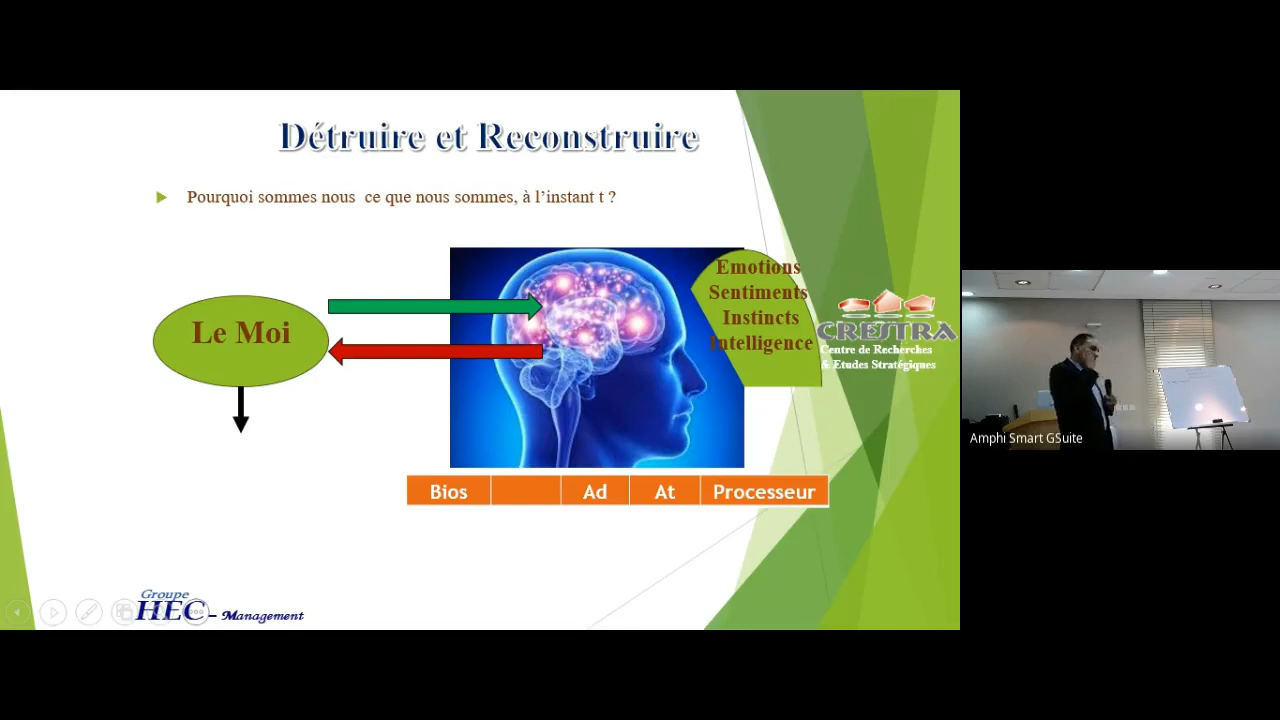 Détruire et Reconstruire
Pourquoi sommes nous ce que nous sommes, à l’instant t ?
Le Moi
Emotions
Sentiments
Instincts
Intelligence
CRESTRA
Centre de Recherches
& Etudes Stratégiques
Bios Ad At Processeur
Groupe
HEC - Management
Amphi Smart GSuite